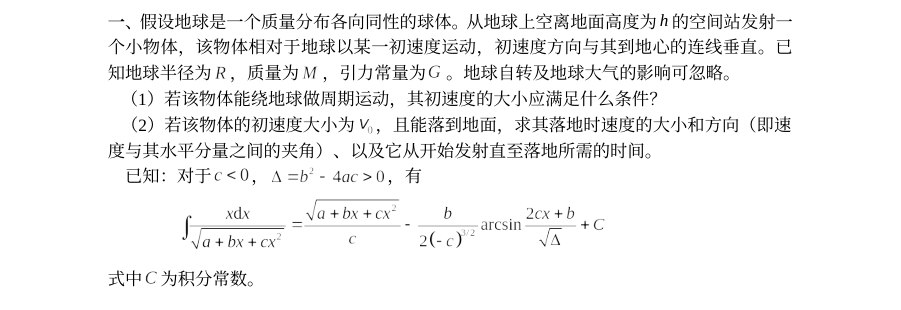 一、假设地球是一个质量分布各向同性的球体。从地球上空离地面高度为 h 的空间站发射一
个小物体，该物体相对于地球以某一初速度运动，初速度方向与其到地心的连线垂直。已
知地球半径为 R ，质量为 M ，引力常量为 G 。地球自转及地球大气的影响可忽略。
（1）若该物体能绕地球做周期运动，其初速度的大小应满足什么条件？
（2）若该物体的初速度大小为 v₀ ，且能落到地面，求其落地时速度的大小和方向（即速
度与其水平分量之间的夹角）、以及它从开始发射直至落地所需的时间。
已知：对于 c < 0 ， Δ = b² - 4ac > 0 ，有
∫ xdx / √(a + bx + cx²) = √(a + bx + cx²) / c - b / 2(-c)^{3/2} arcsin (2cx + b) / √Δ + C
式中 C 为积分常数。